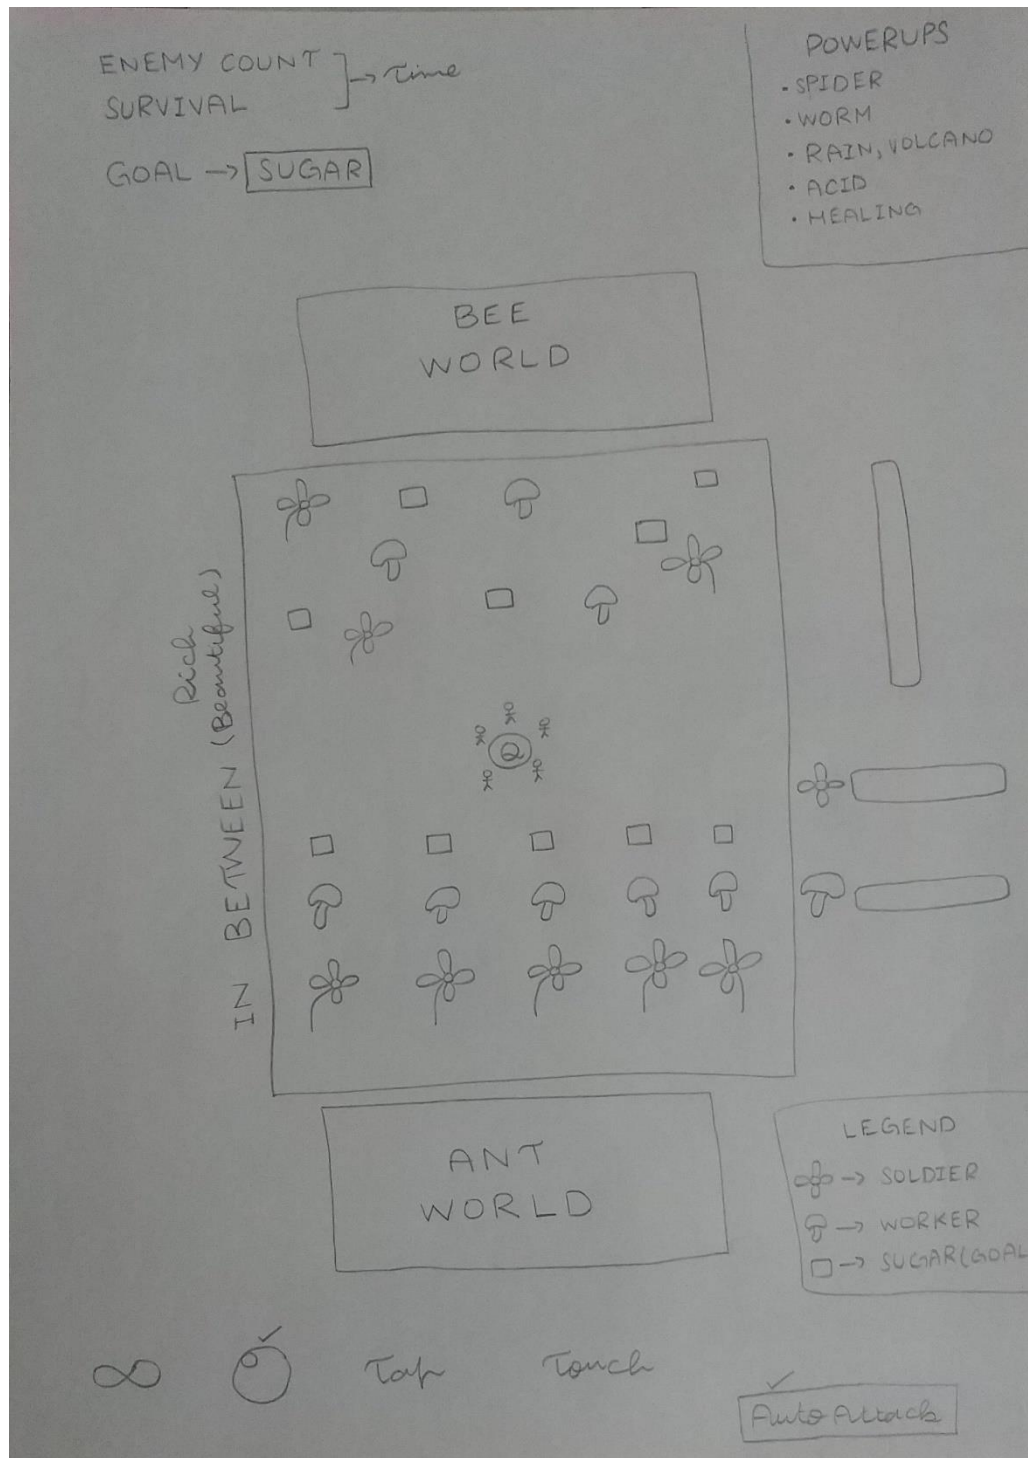 ENEMY COUNT
SURVIVAL
→ Time
GOAL → SUGAR
POWERUPS
• SPIDER
• WORM
• RAIN, VOLCANO
• ACID
• HEALING
BEE
WORLD
IN BETWEEN (Beautiful)
Rich
Q
ANT
WORLD
LEGEND
→ SOLDIER
→ WORKER
→ SUGAR (GOAL
∞
Tap
Touch
Auto Attack